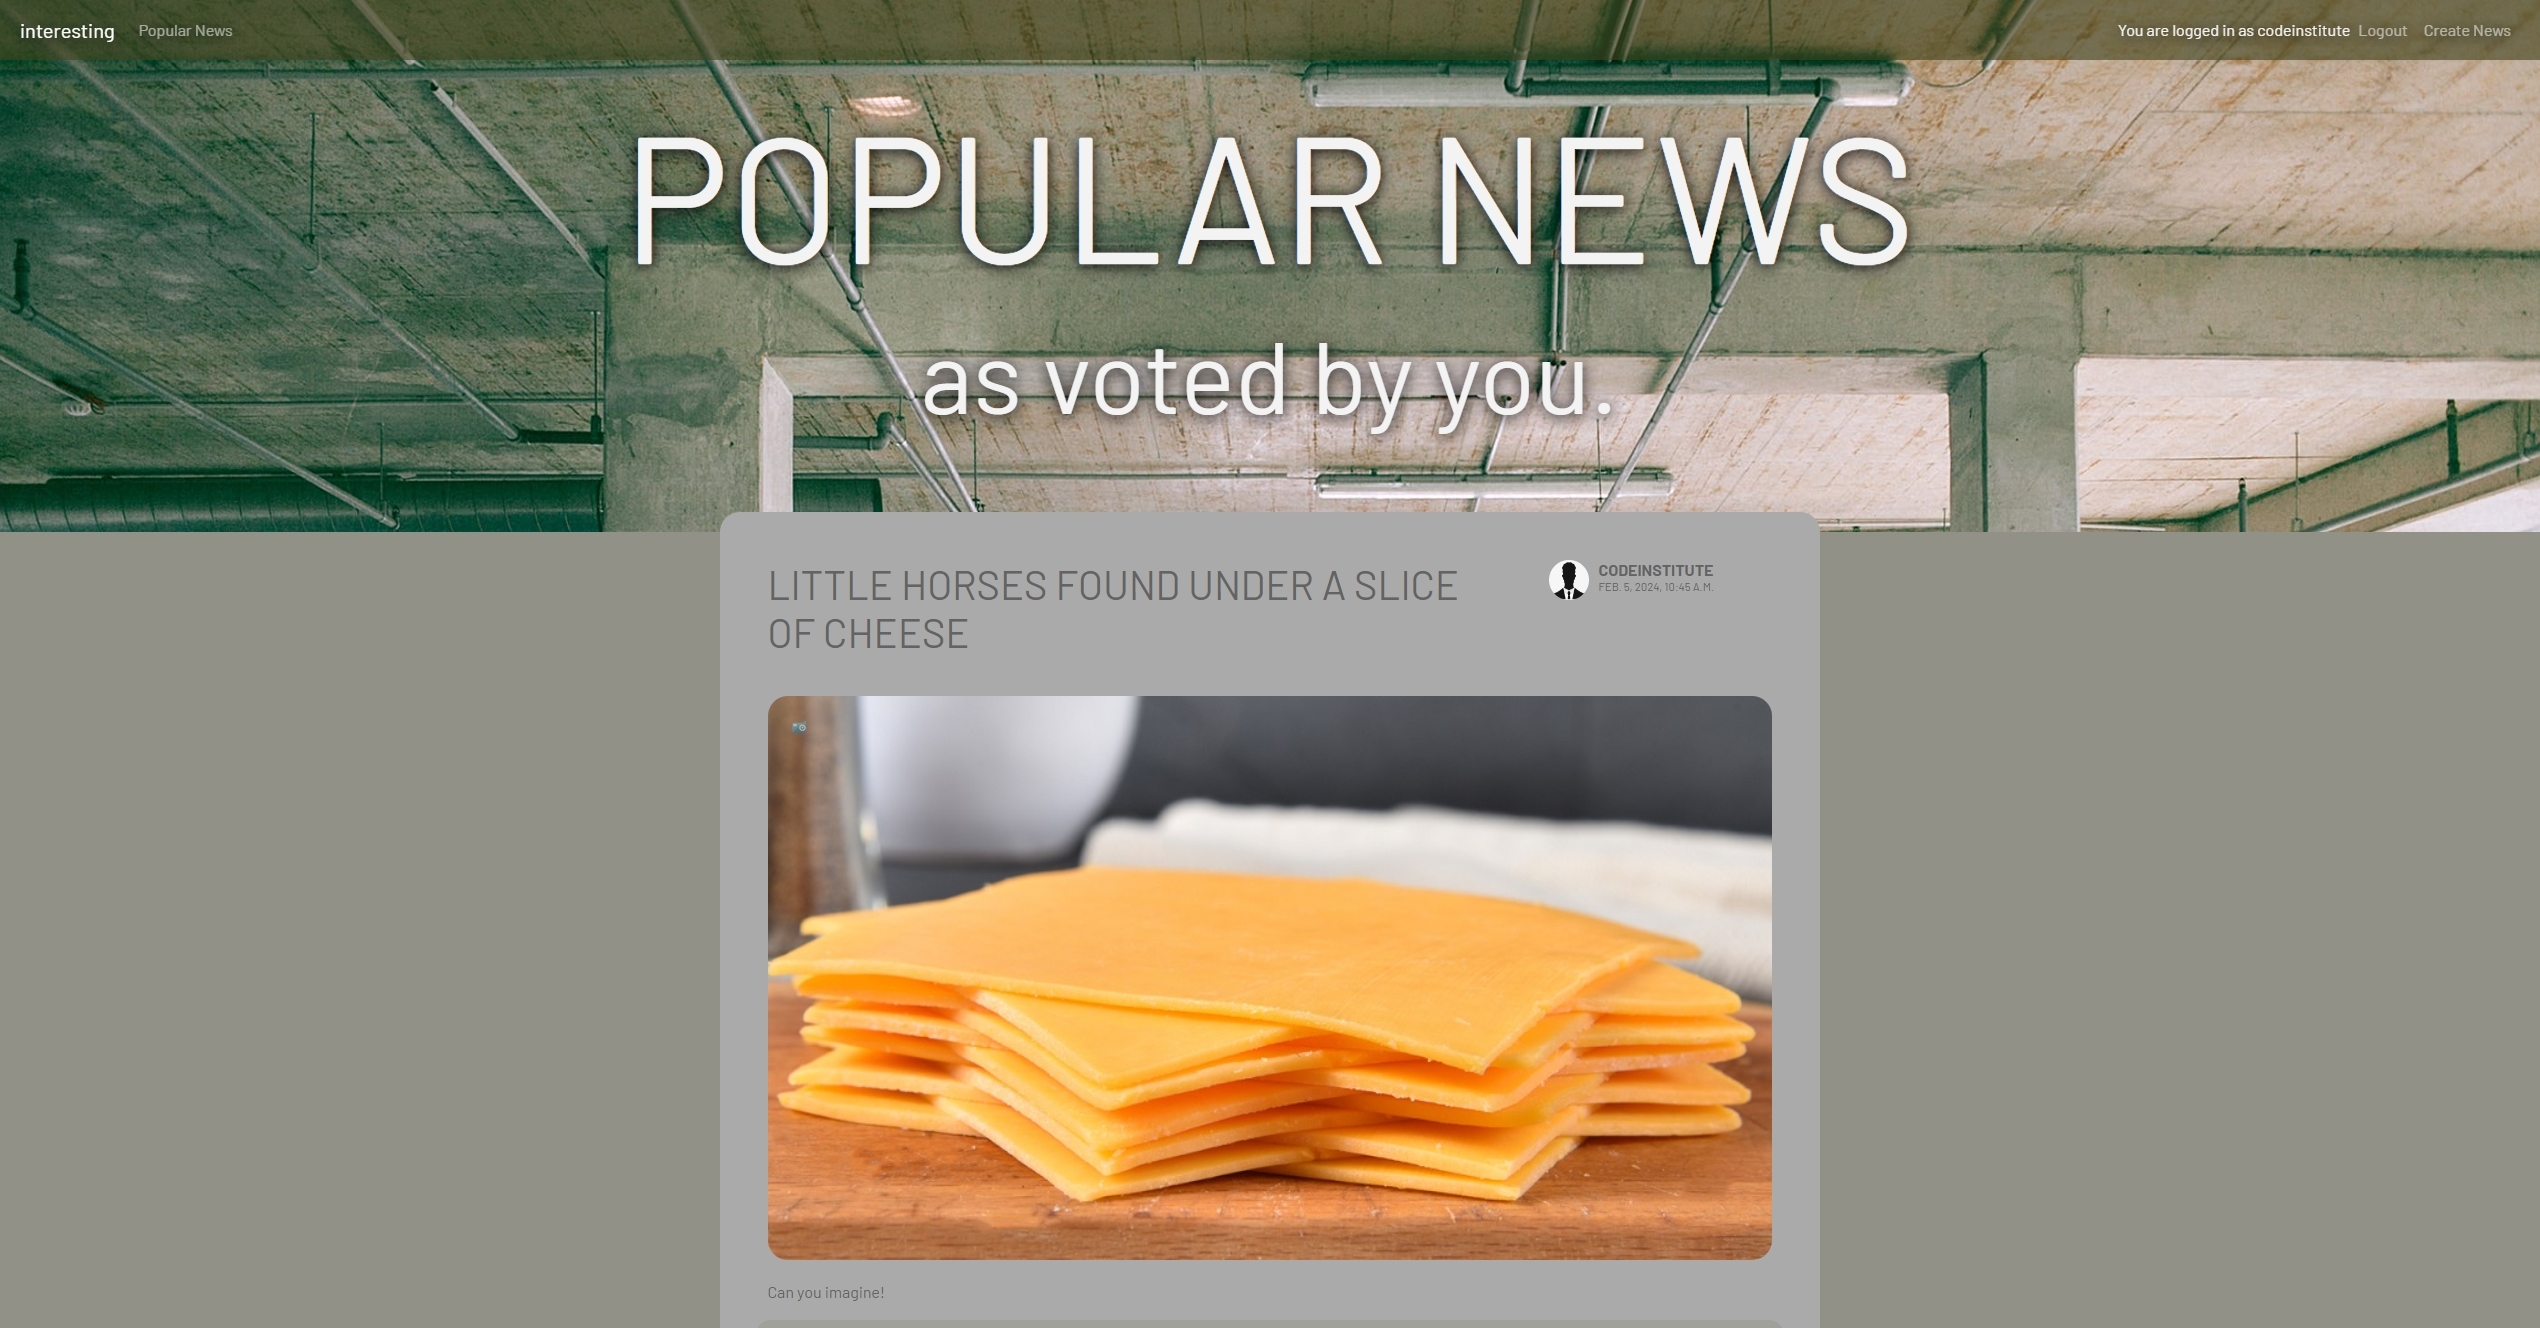 interesting Popular News You are logged in as codeinstitute Logout Create News
POPULAR NEWS
as voted by you.
LITTLE HORSES FOUND UNDER A SLICE
OF CHEESE
CODEINSTITUTE
FEB. 5, 2024, 10:45 A.M.
Can you imagine!